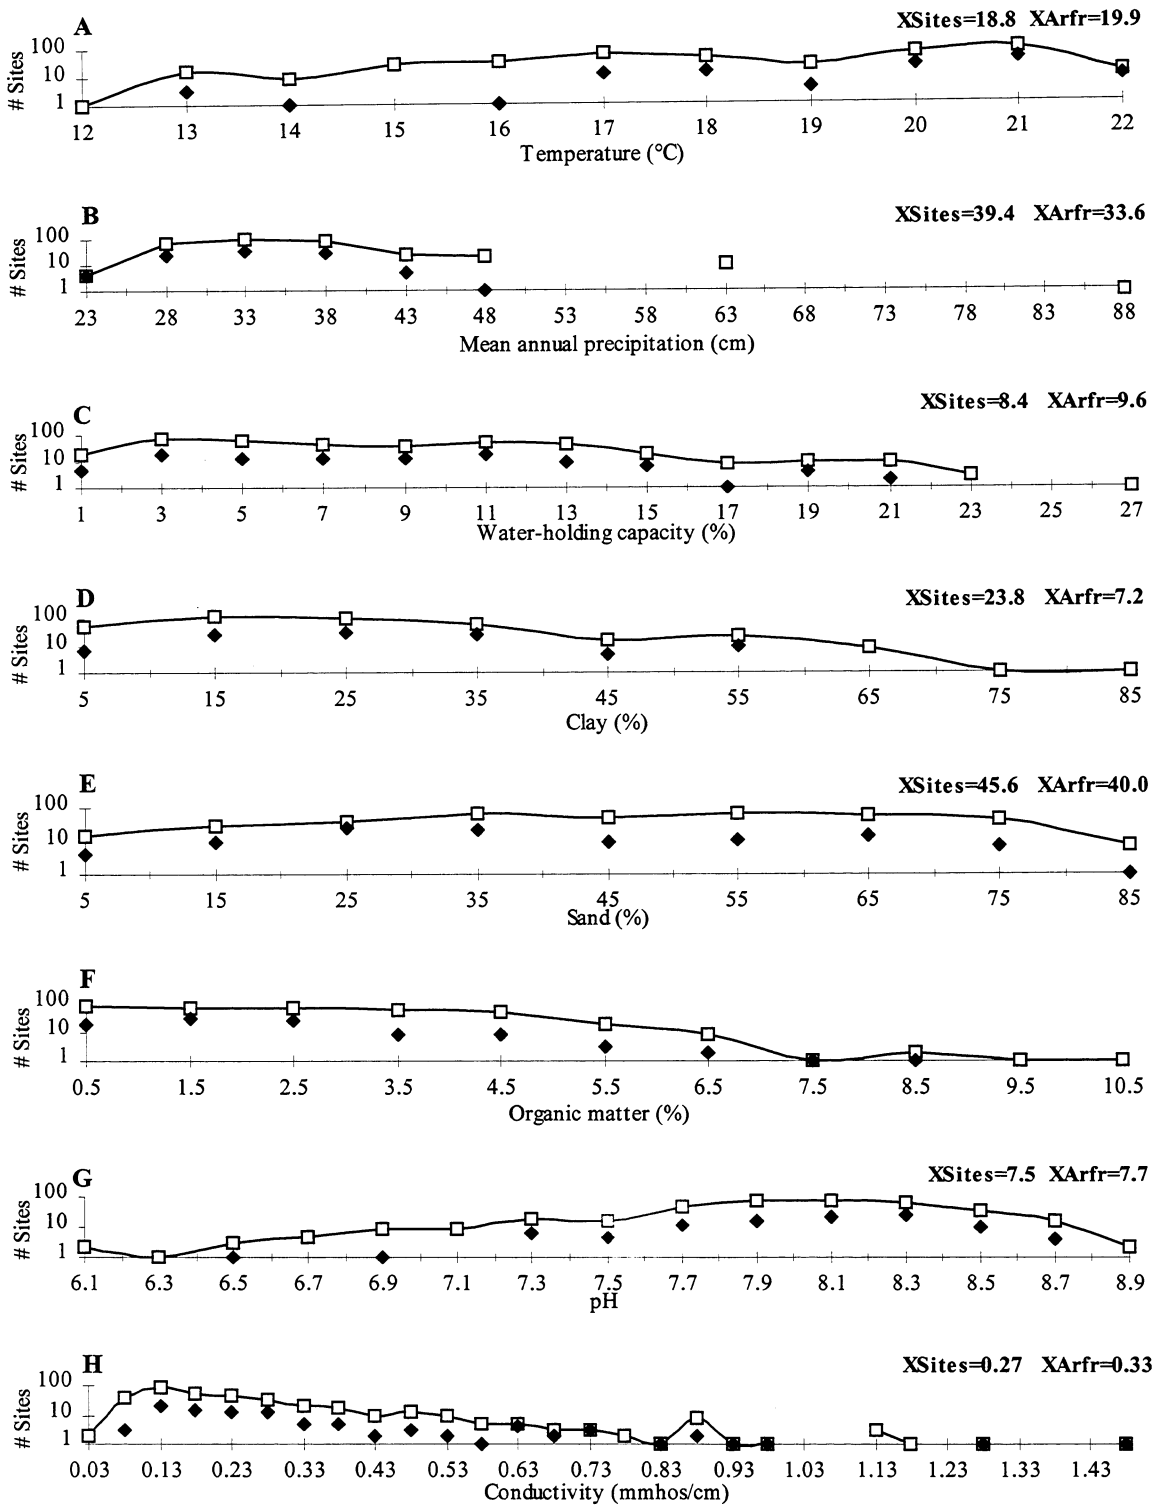 A
XSites=18.8 XArfr=19.9
# Sites
100
10
1
12 13 14 15 16 17 18 19 20 21 22
Temperature (°C)
B
XSites=39.4 XArfr=33.6
# Sites
100
10
1
23 28 33 38 43 48 53 58 63 68 73 78 83 88
Mean annual precipitation (cm)
C
XSites=8.4 XArfr=9.6
# Sites
100
10
1
1 3 5 7 9 11 13 15 17 19 21 23 25 27
Water-holding capacity (%)
D
XSites=23.8 XArfr=7.2
# Sites
100
10
1
5 15 25 35 45 55 65 75 85
Clay (%)
E
XSites=45.6 XArfr=40.0
# Sites
100
10
1
5 15 25 35 45 55 65 75 85
Sand (%)
F
# Sites
100
10
1
0.5 1.5 2.5 3.5 4.5 5.5 6.5 7.5 8.5 9.5 10.5
Organic matter (%)
G
XSites=7.5 XArfr=7.7
# Sites
100
10
1
6.1 6.3 6.5 6.7 6.9 7.1 7.3 7.5 7.7 7.9 8.1 8.3 8.5 8.7 8.9
pH
H
XSites=0.27 XArfr=0.33
# Sites
100
10
1
0.03 0.13 0.23 0.33 0.43 0.53 0.63 0.73 0.83 0.93 1.03 1.13 1.23 1.33 1.43
Conductivity (mmhos/cm)